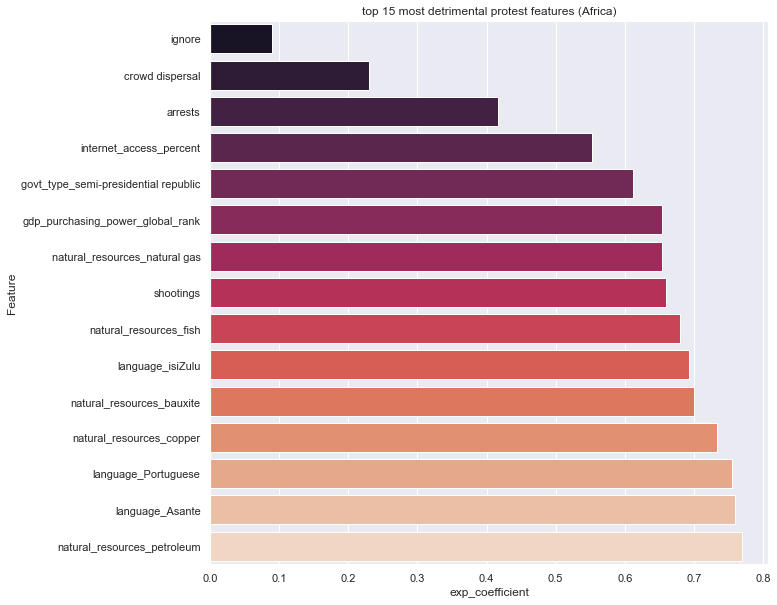 top 15 most detrimental protest features (Africa)
Feature
ignore
crowd dispersal
arrests
internet_access_percent
govt_type_semi-presidential republic
gdp_purchasing_power_global_rank
natural_resources_natural gas
shootings
natural_resources_fish
language_isiZulu
natural_resources_bauxite
natural_resources_copper
language_Portuguese
language_Asante
natural_resources_petroleum
0.0 0.1 0.2 0.3 0.4 0.5 0.6 0.7 0.8
exp_coefficient